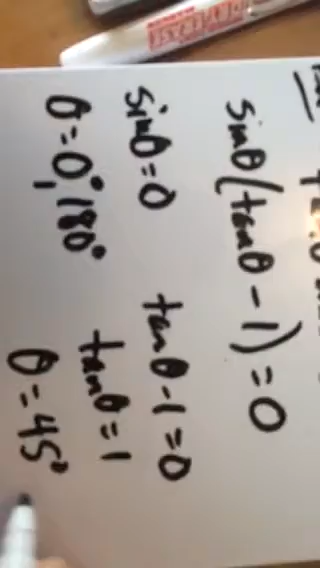 sinθ(tanθ - 1) = 0
sinθ = 0
tanθ - 1 = 0
θ = 0°, 180°
tanθ = 1
θ = 45°